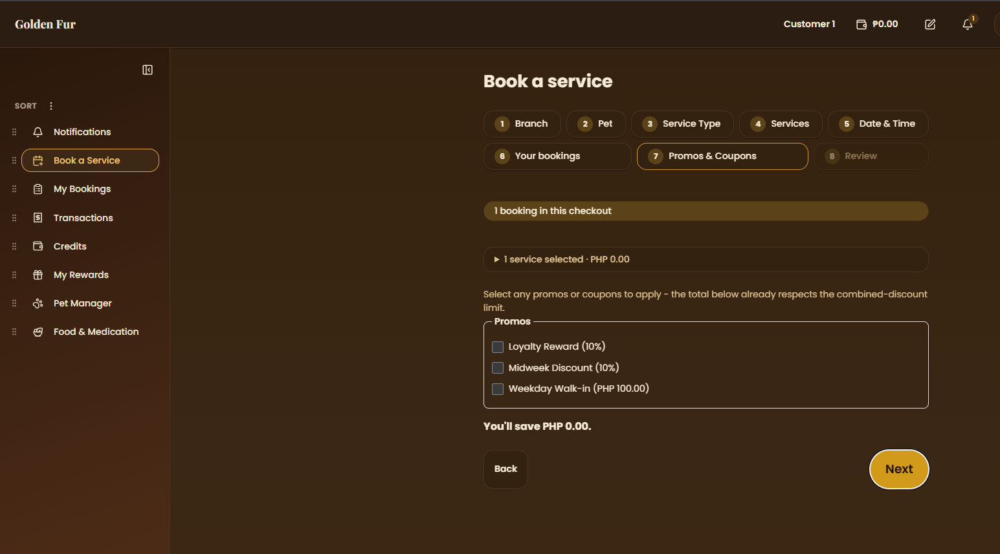 Golden Fur
Customer 1
₱0.00
1
SORT
Notifications
Book a Service
My Bookings
Transactions
Credits
My Rewards
Pet Manager
Food & Medication
Book a service
1 Branch
2 Pet
3 Service Type
4 Services
5 Date & Time
6 Your bookings
7 Promos & Coupons
8 Review
1 booking in this checkout
1 service selected · PHP 0.00
Select any promos or coupons to apply - the total below already respects the combined-discount
limit.
Promos
Loyalty Reward (10%)
Midweek Discount (10%)
Weekday Walk-in (PHP 100.00)
You'll save PHP 0.00.
Back
Next